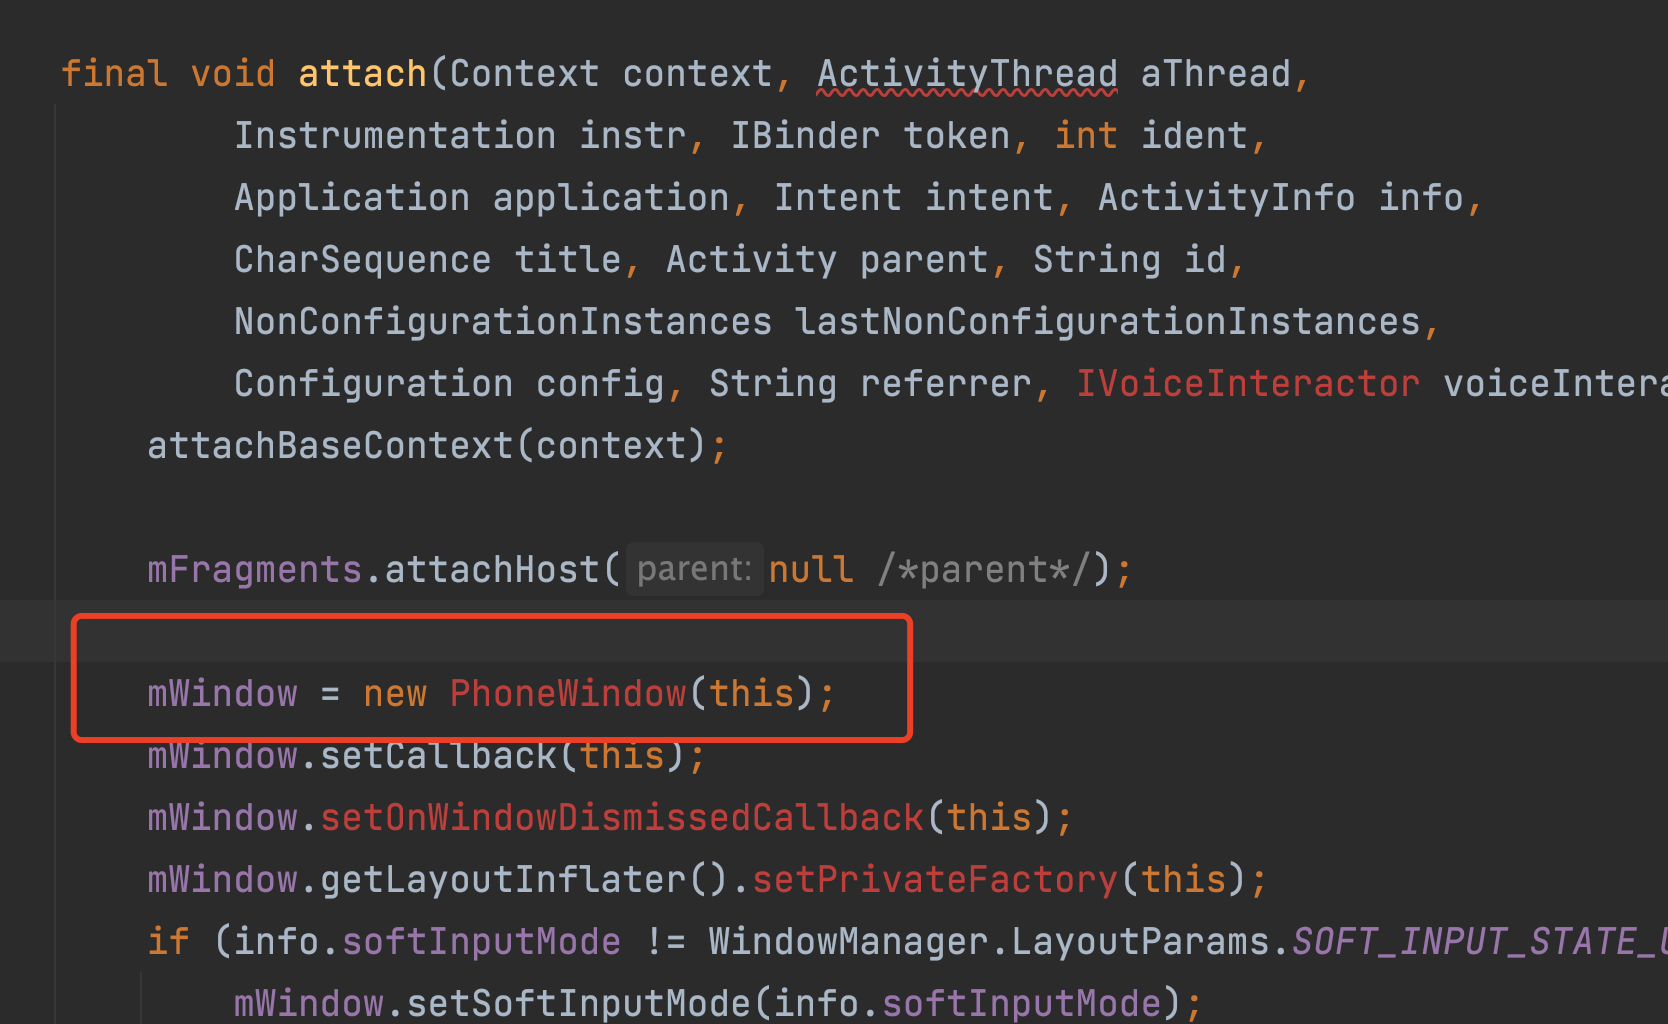 final void attach(Context context, ActivityThread aThread,
Instrumentation instr, IBinder token, int ident,
Application application, Intent intent, ActivityInfo info,
CharSequence title, Activity parent, String id,
NonConfigurationInstances lastNonConfigurationInstances,
Configuration config, String referrer, IVoiceInteractor voiceIntera
attachBaseContext(context);
mFragments.attachHost( parent: null /*parent*/);
mWindow = new PhoneWindow(this);
mWindow.setCallback(this);
mWindow.setOnWindowDismissedCallback(this);
mWindow.getLayoutInflater().setPrivateFactory(this);
if (info.softInputMode != WindowManager.LayoutParams.SOFT_INPUT_STATE_U
mWindow.setSoftInputMode(info.softInputMode);